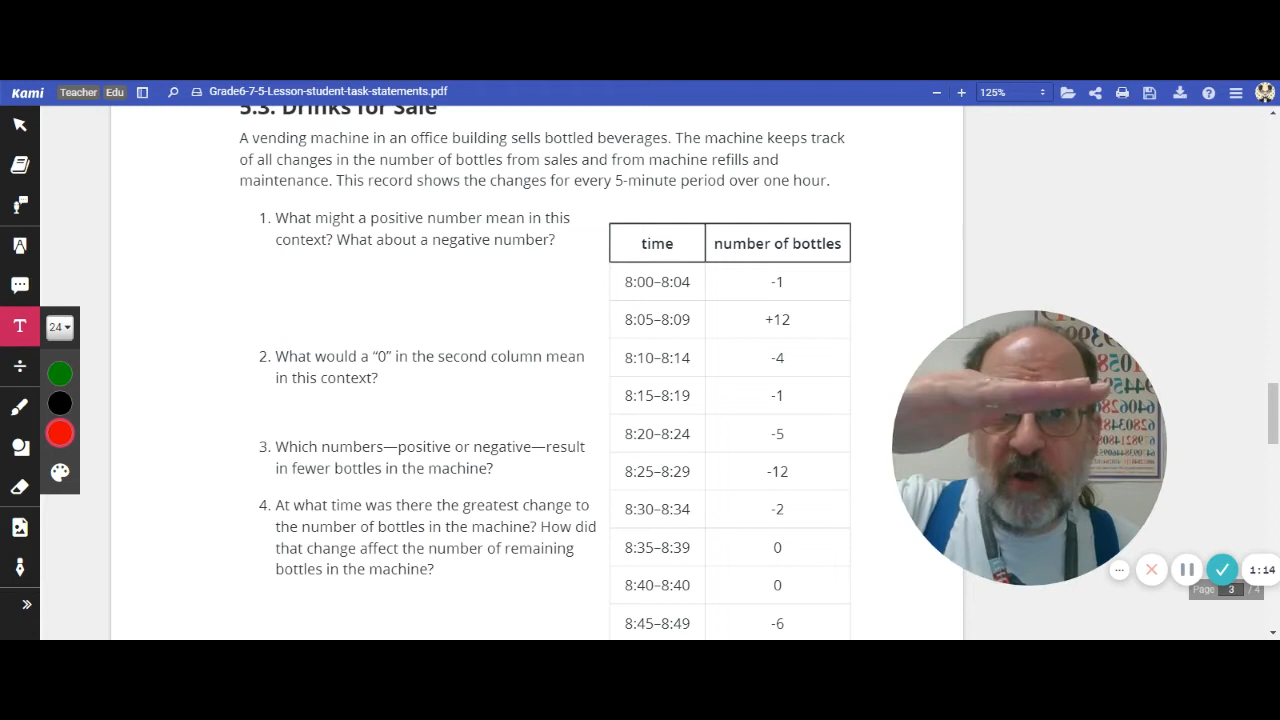 Kami Teacher Edu Grade6-7-5-Lesson-student-task-statements.pdf 125%
5.3: Drinks for Sale
A vending machine in an office building sells bottled beverages. The machine keeps track
of all changes in the number of bottles from sales and from machine refills and
maintenance. This record shows the changes for every 5-minute period over one hour.
1. What might a positive number mean in this
context? What about a negative number?
2. What would a “0” in the second column mean
in this context?
3. Which numbers—positive or negative—result
in fewer bottles in the machine?
4. At what time was there the greatest change to
the number of bottles in the machine? How did
that change affect the number of remaining
bottles in the machine?
time number of bottles
8:00–8:04 -1
8:05–8:09 +12
8:10–8:14 -4
8:15–8:19 -1
8:20–8:24 -5
8:25–8:29 -12
8:30–8:34 -2
8:35–8:39 0
8:40–8:40 0
8:45–8:49 -6
T 24
A
1:14
Page 3 / 4